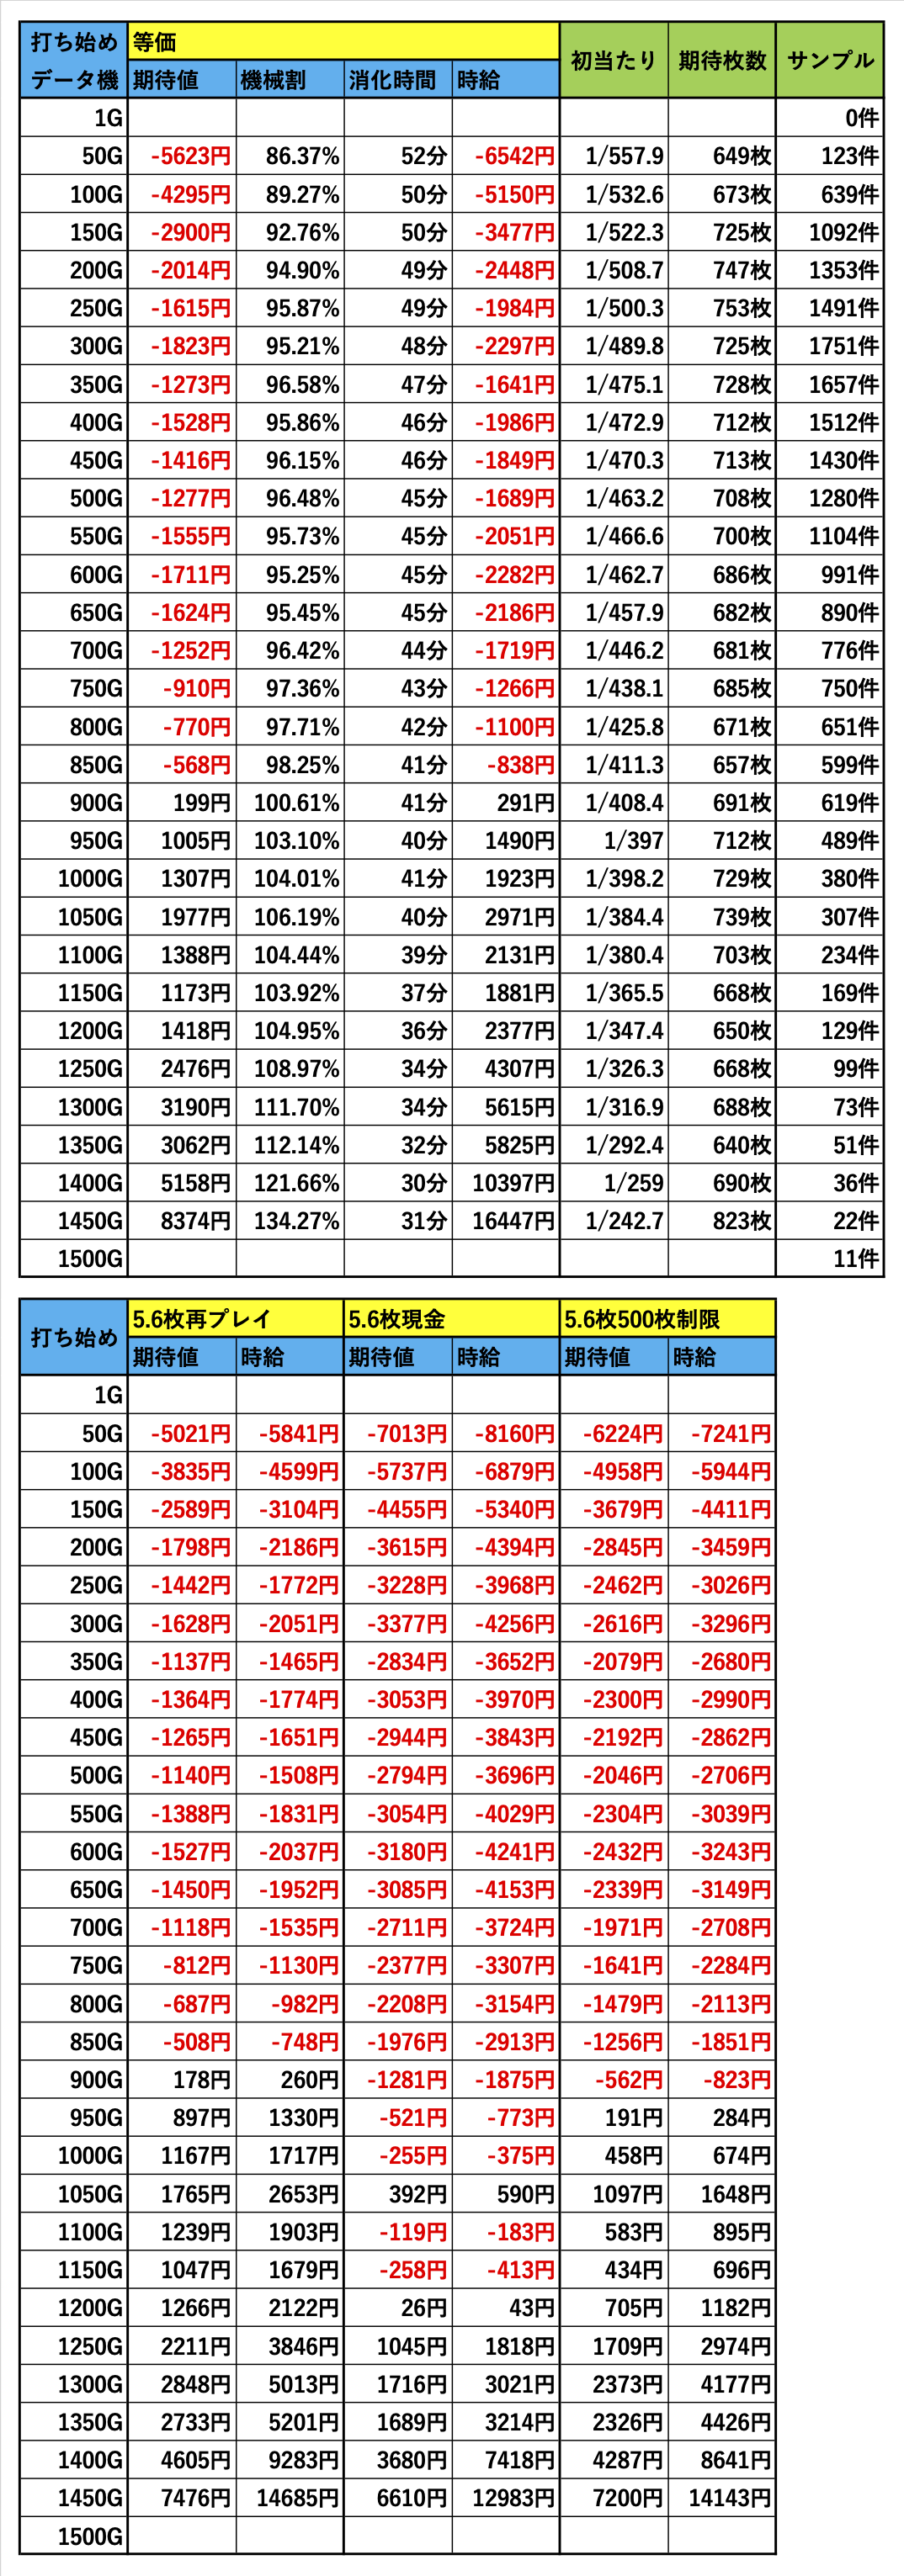 打ち始め 等価 初当たり 期待枚数 サンプル
データ機 期待値 機械割 消化時間 時給
1G 0件
50G -5623円 86.37% 52分 -6542円 1/557.9 649枚 123件
100G -4295円 89.27% 50分 -5150円 1/532.6 673枚 639件
150G -2900円 92.76% 50分 -3477円 1/522.3 725枚 1092件
200G -2014円 94.90% 49分 -2448円 1/508.7 747枚 1353件
250G -1615円 95.87% 49分 -1984円 1/500.3 753枚 1491件
300G -1823円 95.21% 48分 -2297円 1/489.8 725枚 1751件
350G -1273円 96.58% 47分 -1641円 1/475.1 728枚 1657件
400G -1528円 95.86% 46分 -1986円 1/472.9 712枚 1512件
450G -1416円 96.15% 46分 -1849円 1/470.3 713枚 1430件
500G -1277円 96.48% 45分 -1689円 1/463.2 708枚 1280件
550G -1555円 95.73% 45分 -2051円 1/466.6 700枚 1104件
600G -1711円 95.25% 45分 -2282円 1/462.7 686枚 991件
650G -1624円 95.45% 45分 -2186円 1/457.9 682枚 890件
700G -1252円 96.42% 44分 -1719円 1/446.2 681枚 776件
750G -910円 97.36% 43分 -1266円 1/438.1 685枚 750件
800G -770円 97.71% 42分 -1100円 1/425.8 671枚 651件
850G -568円 98.25% 41分 -838円 1/411.3 657枚 599件
900G 199円 100.61% 41分 291円 1/408.4 691枚 619件
950G 1005円 103.10% 40分 1490円 1/397 712枚 489件
1000G 1307円 104.01% 41分 1923円 1/398.2 729枚 380件
1050G 1977円 106.19% 40分 2971円 1/384.4 739枚 307件
1100G 1388円 104.44% 39分 2131円 1/380.4 703枚 234件
1150G 1173円 103.92% 37分 1881円 1/365.5 668枚 169件
1200G 1418円 104.95% 36分 2377円 1/347.4 650枚 129件
1250G 2476円 108.97% 34分 4307円 1/326.3 668枚 99件
1300G 3190円 111.70% 34分 5615円 1/316.9 688枚 73件
1350G 3062円 112.14% 32分 5825円 1/292.4 640枚 51件
1400G 5158円 121.66% 30分 10397円 1/259 690枚 36件
1450G 8374円 134.27% 31分 16447円 1/242.7 823枚 22件
1500G 11件
打ち始め 5.6枚再プレイ 5.6枚現金 5.6枚500枚制限
期待値 時給 期待値 時給 期待値 時給
1G
50G -5021円 -5841円 -7013円 -8160円 -6224円 -7241円
100G -3835円 -4599円 -5737円 -6879円 -4958円 -5944円
150G -2589円 -3104円 -4455円 -5340円 -3679円 -4411円
200G -1798円 -2186円 -3615円 -4394円 -2845円 -3459円
250G -1442円 -1772円 -3228円 -3968円 -2462円 -3026円
300G -1628円 -2051円 -3377円 -4256円 -2616円 -3296円
350G -1137円 -1465円 -2834円 -3652円 -2079円 -2680円
400G -1364円 -1774円 -3053円 -3970円 -2300円 -2990円
450G -1265円 -1651円 -2944円 -3843円 -2192円 -2862円
500G -1140円 -1508円 -2794円 -3696円 -2046円 -2706円
550G -1388円 -1831円 -3054円 -4029円 -2304円 -3039円
600G -1527円 -2037円 -3180円 -4241円 -2432円 -3243円
650G -1450円 -1952円 -3085円 -4153円 -2339円 -3149円
700G -1118円 -1535円 -2711円 -3724円 -1971円 -2708円
750G -812円 -1130円 -2377円 -3307円 -1641円 -2284円
800G -687円 -982円 -2208円 -3154円 -1479円 -2113円
850G -508円 -748円 -1976円 -2913円 -1256円 -1851円
900G 178円 260円 -1281円 -1875円 -562円 -823円
950G 897円 1330円 -521円 -773円 191円 284円
1000G 1167円 1717円 -255円 -375円 458円 674円
1050G 1765円 2653円 392円 590円 1097円 1648円
1100G 1239円 1903円 -119円 -183円 583円 895円
1150G 1047円 1679円 -258円 -413円 434円 696円
1200G 1266円 2122円 26円 43円 705円 1182円
1250G 2211円 3846円 1045円 1818円 1709円 2974円
1300G 2848円 5013円 1716円 3021円 2373円 4177円
1350G 2733円 5201円 1689円 3214円 2326円 4426円
1400G 4605円 9283円 3680円 7418円 4287円 8641円
1450G 7476円 14685円 6610円 12983円 7200円 14143円
1500G